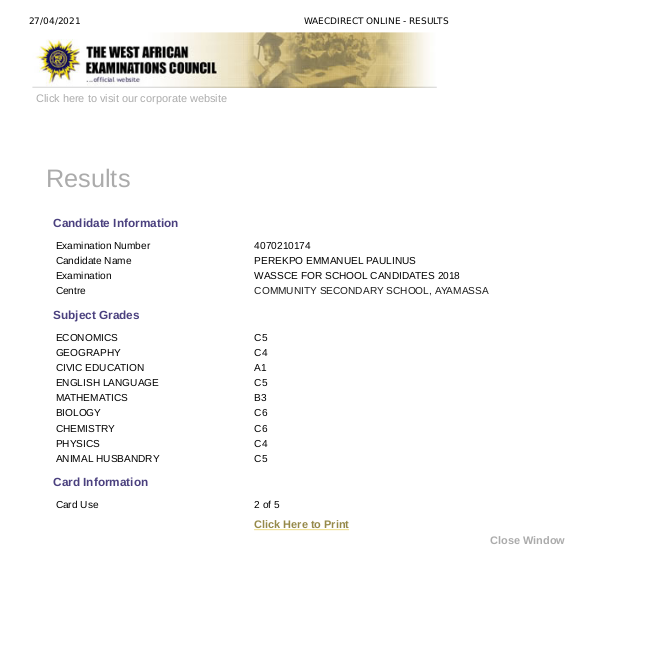 27/04/2021 WAECDIRECT ONLINE - RESULTS
THE WEST AFRICAN
EXAMINATIONS COUNCIL
...official website
Click here to visit our corporate website
Results
Candidate Information
Examination Number 4070210174
Candidate Name PEREKPO EMMANUEL PAULINUS
Examination WASSCE FOR SCHOOL CANDIDATES 2018
Centre COMMUNITY SECONDARY SCHOOL, AYAMASSA
Subject Grades
ECONOMICS C5
GEOGRAPHY C4
CIVIC EDUCATION A1
ENGLISH LANGUAGE C5
MATHEMATICS B3
BIOLOGY C6
CHEMISTRY C6
PHYSICS C4
ANIMAL HUSBANDRY C5
Card Information
Card Use 2 of 5
Click Here to Print
Close Window